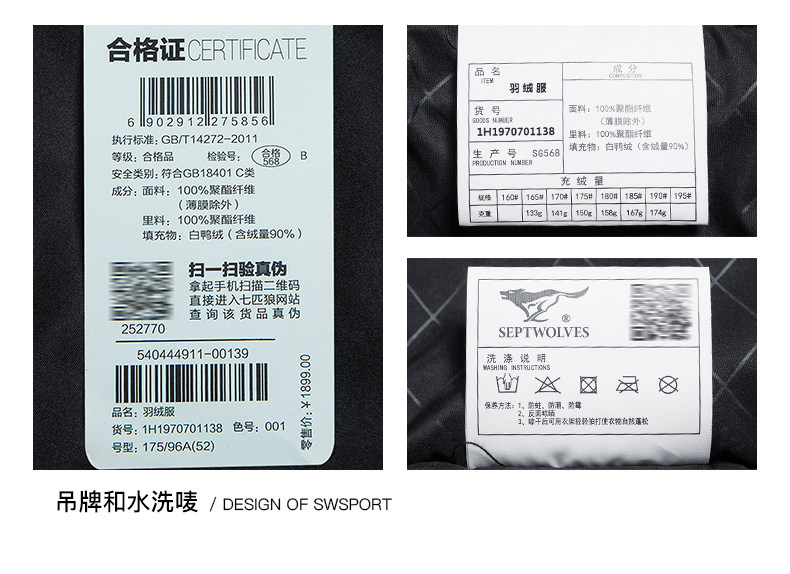 合格证CERTIFICATE
6 902912 275856
执行标准: GB/T14272-2011
等级: 合格品 检验号: 合格 568 B
安全类别: 符合GB18401 C类
成分: 面料: 100%聚酯纤维
(薄膜除外)
里料: 100%聚酯纤维
填充物: 白鸭绒(含绒量90%)
扫一扫验真伪
拿起手机扫描二维码
直接进入七匹狼网站
查询该货品真伪
252770
540444911-00139
品名: 羽绒服
货号: 1H1970701138 色号: 001
号型: 175/96A(52)
零售价: ¥1899.00
品名
ITEM
羽绒服
货号
GOODS NUMBER
1H1970701138
生产号 SG568
PRODUCTION NUMBER
成分
COMPOSITION
面料: 100%聚酯纤维
(薄膜除外)
里料: 100%聚酯纤维
填充物: 白鸭绒(含绒量90%)
充绒量
规格 160# 165# 170# 175# 180# 185# 190# 195#
克重 133g 141g 150g 158g 167g 174g
®
SEPTWOLVES
洗涤说明
WASHING INSTRUCTIONS
保养方法: 1、防蛀、防潮、防霉
2、反面晾晒
3、晾干后可用衣架轻轻拍打使衣物自然蓬松
吊牌和水洗唛 / DESIGN OF SWSPORT